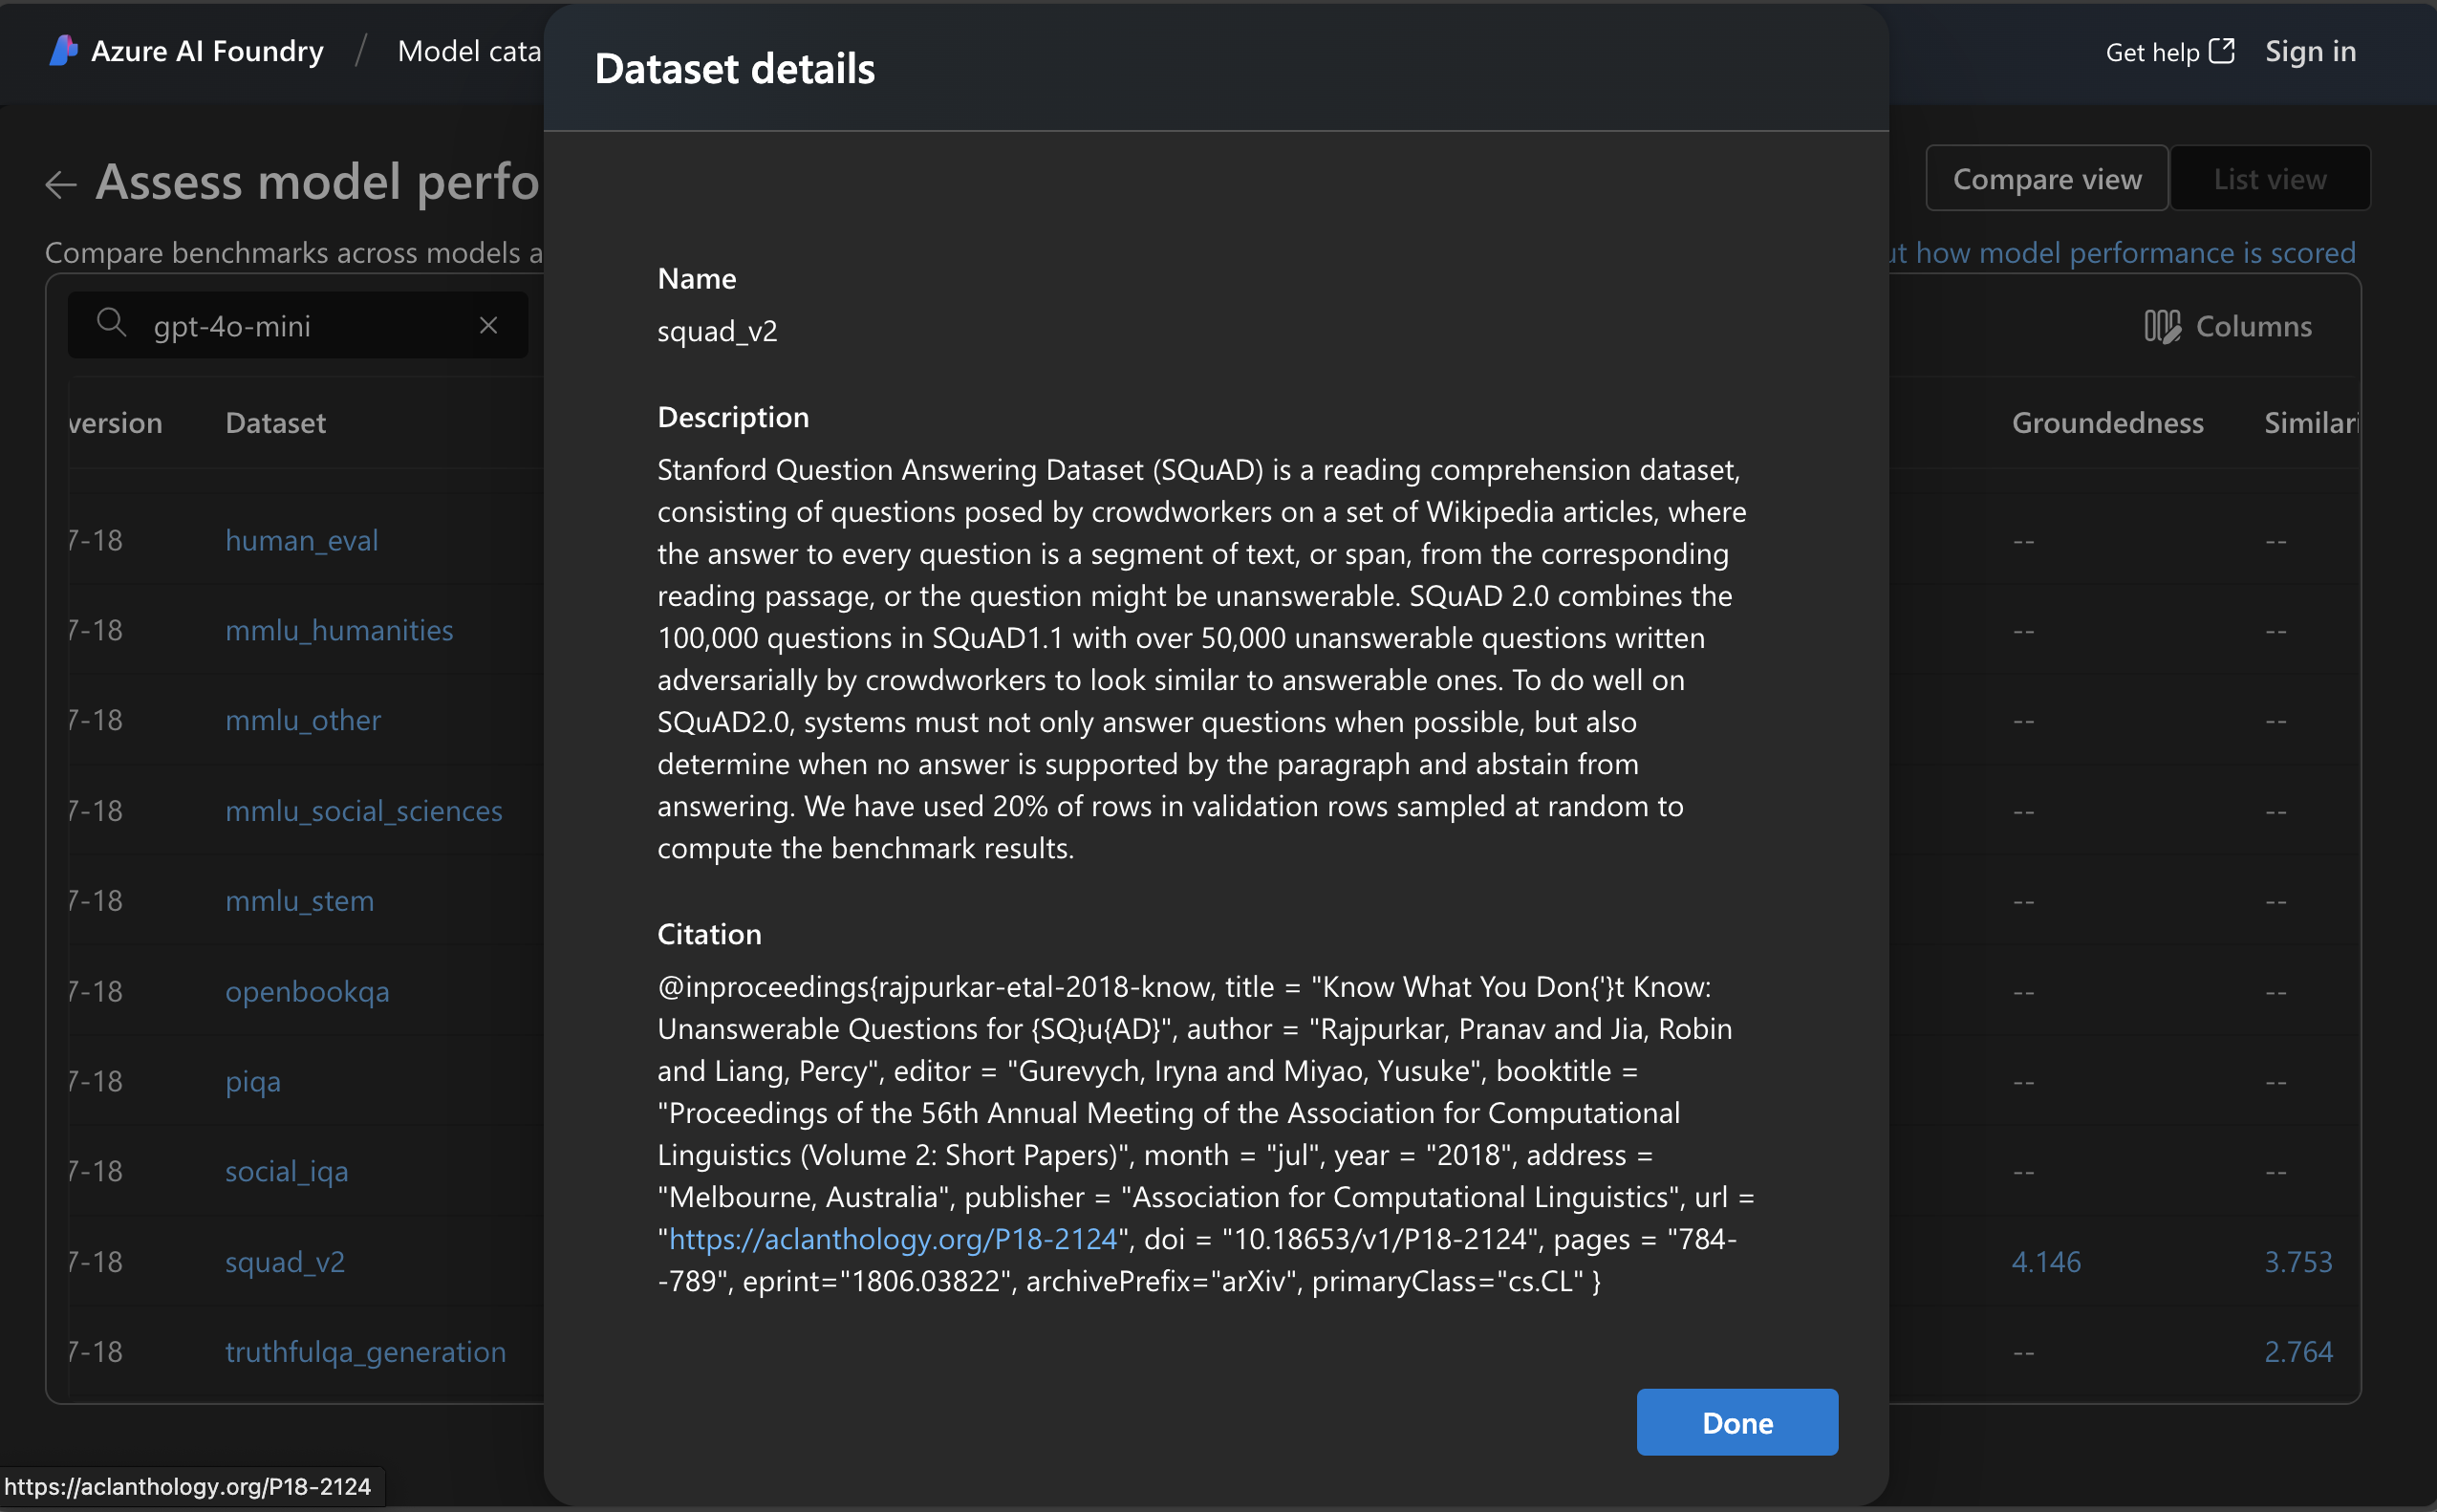 Azure AI Foundry / Model cata
Get help Sign in
Assess model perfo
Compare view List view
Compare benchmarks across models a
ut how model performance is scored
gpt-4o-mini
Columns
version Dataset Groundedness Similari
7-18 human_eval -- --
7-18 mmlu_humanities -- --
7-18 mmlu_other -- --
7-18 mmlu_social_sciences -- --
7-18 mmlu_stem -- --
7-18 openbookqa -- --
7-18 piqa -- --
7-18 social_iqa -- --
7-18 squad_v2 4.146 3.753
7-18 truthfulqa_generation -- 2.764
Dataset details
Name
squad_v2
Description
Stanford Question Answering Dataset (SQuAD) is a reading comprehension dataset,
consisting of questions posed by crowdworkers on a set of Wikipedia articles, where
the answer to every question is a segment of text, or span, from the corresponding
reading passage, or the question might be unanswerable. SQuAD 2.0 combines the
100,000 questions in SQuAD1.1 with over 50,000 unanswerable questions written
adversarially by crowdworkers to look similar to answerable ones. To do well on
SQuAD2.0, systems must not only answer questions when possible, but also
determine when no answer is supported by the paragraph and abstain from
answering. We have used 20% of rows in validation rows sampled at random to
compute the benchmark results.
Citation
@inproceedings{rajpurkar-etal-2018-know, title = "Know What You Don{'}t Know:
Unanswerable Questions for {SQ}u{AD}", author = "Rajpurkar, Pranav and Jia, Robin
and Liang, Percy", editor = "Gurevych, Iryna and Miyao, Yusuke", booktitle =
"Proceedings of the 56th Annual Meeting of the Association for Computational
Linguistics (Volume 2: Short Papers)", month = "jul", year = "2018", address =
"Melbourne, Australia", publisher = "Association for Computational Linguistics", url =
"https://aclanthology.org/P18-2124", doi = "10.18653/v1/P18-2124", pages = "784-
-789", eprint="1806.03822", archivePrefix="arXiv", primaryClass="cs.CL" }
Done
https://aclanthology.org/P18-2124